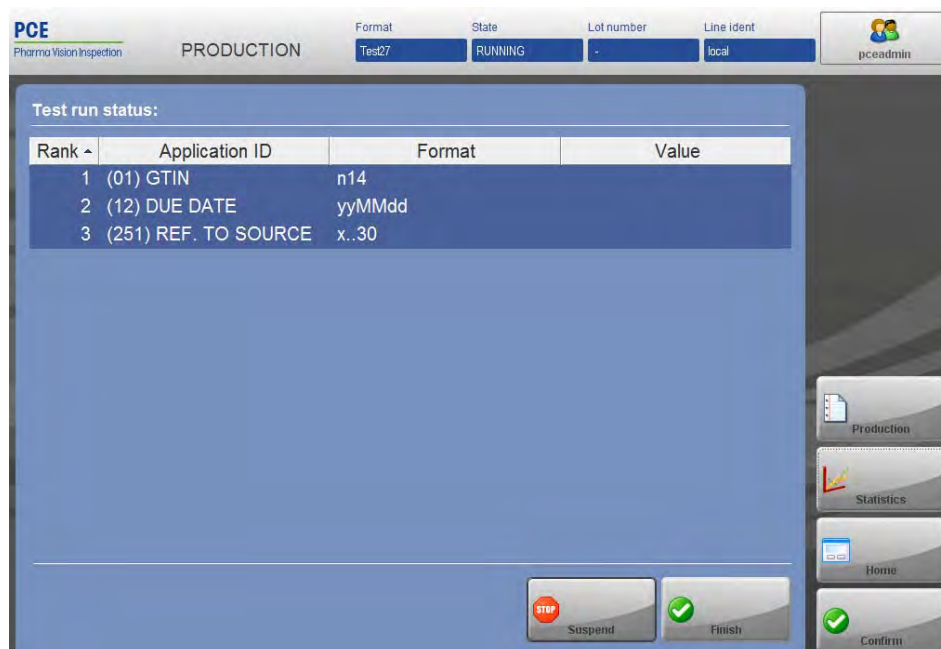 PCE
Pharma Vision Inspection
PRODUCTION
Format State Lot number Line ident
Test27 RUNNING - local
pceadmin
Test run status:
Rank Application ID Format Value
1 (01) GTIN n14
2 (12) DUE DATE yyMMdd
3 (251) REF. TO SOURCE x..30
Production
Statistics
Home
STOP
Suspend Finish
Confirm